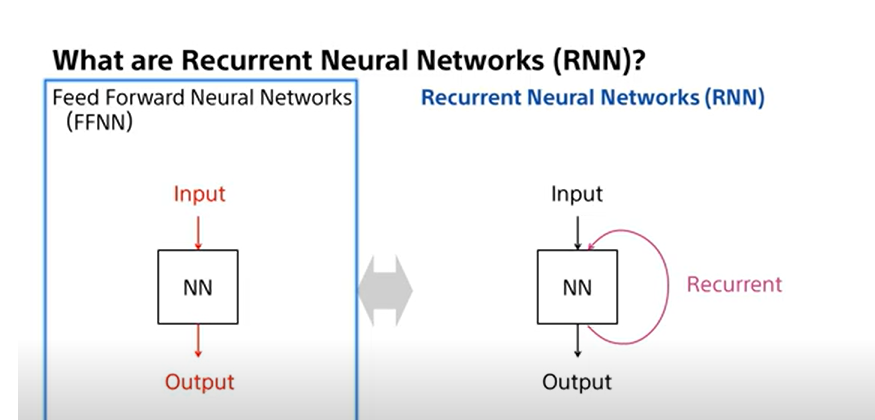 What are Recurrent Neural Networks (RNN)?
Feed Forward Neural Networks
(FFNN)
Input
NN
Output
Recurrent Neural Networks (RNN)
Input
NN
Recurrent
Output